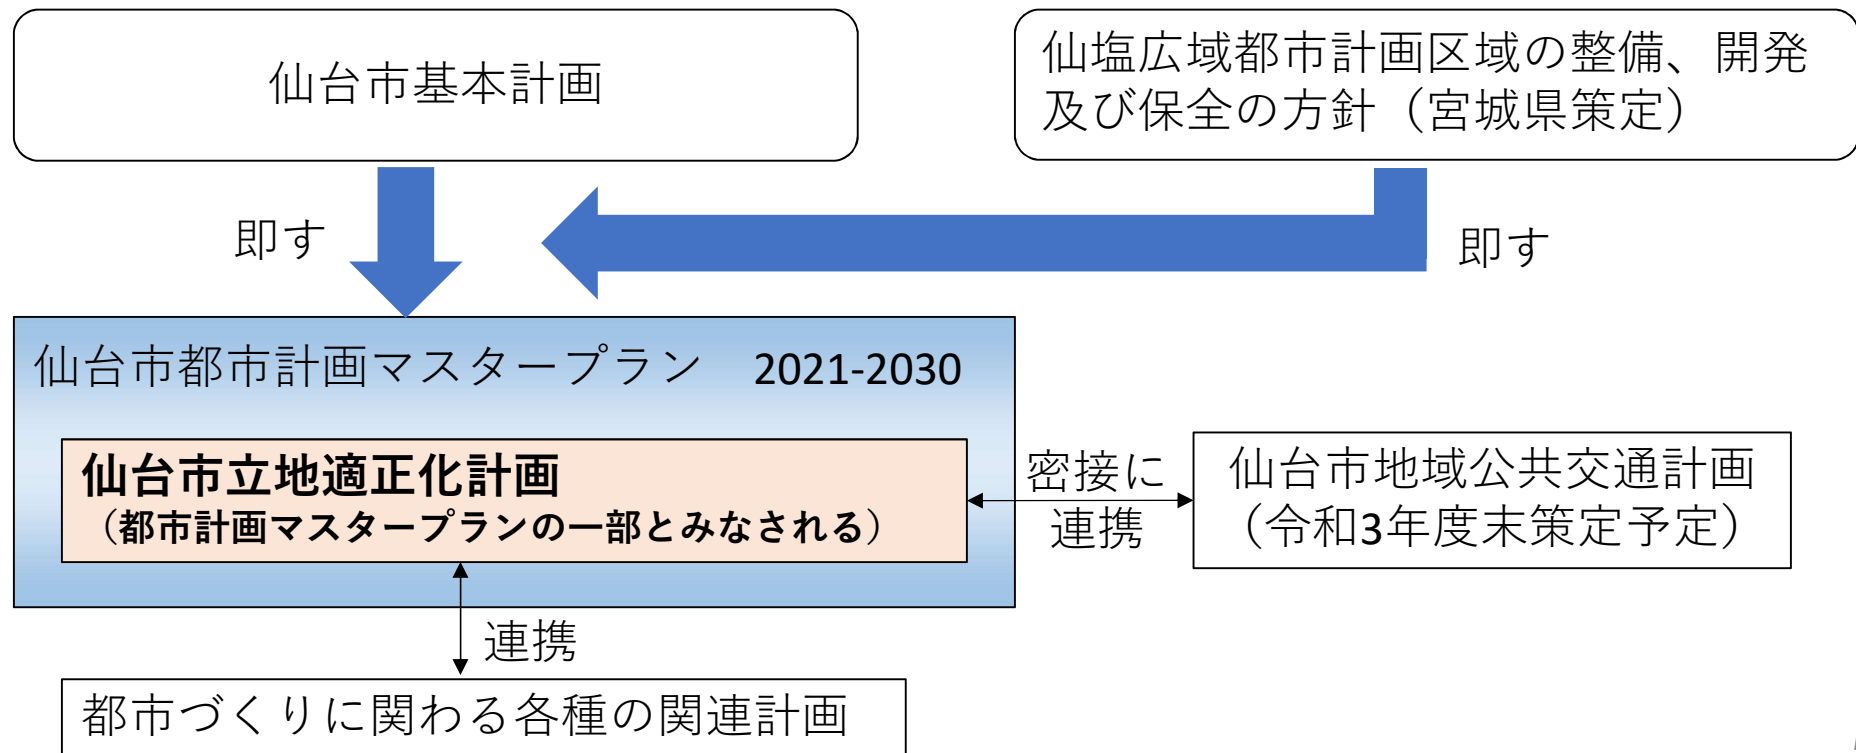 仙台市基本計画
仙塩広域都市計画区域の整備、開発
及び保全の方針（宮城県策定）
即す
即す
仙台市都市計画マスタープラン　2021-2030
仙台市立地適正化計画
（都市計画マスタープランの一部とみなされる）
密接に
連携
仙台市地域公共交通計画
（令和3年度末策定予定）
連携
都市づくりに関わる各種の関連計画